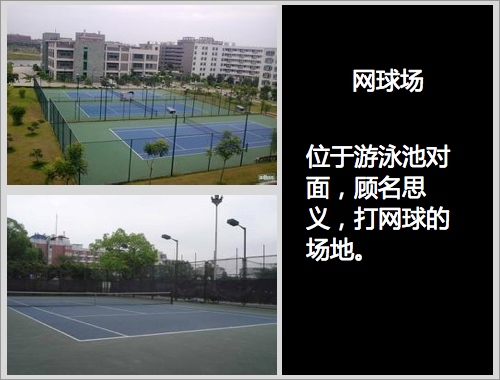 网球场
位于游泳池对
面，顾名思
义，打网球的
场地。